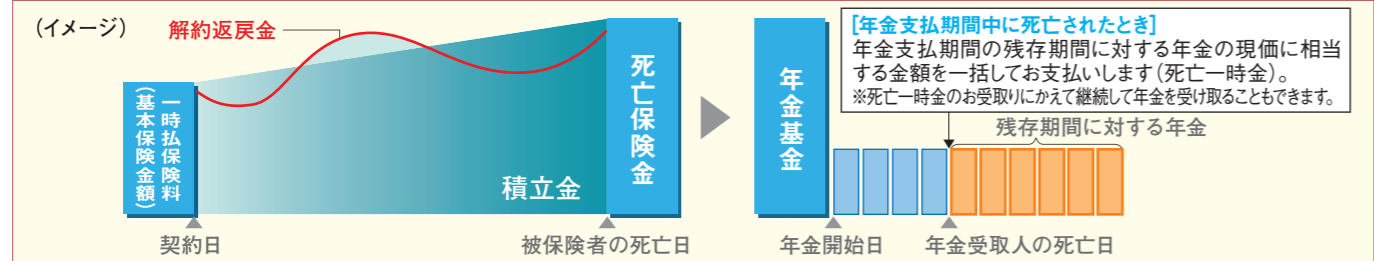 (イメージ)
解約返戻金
一時払保険料
(基本保険金額)
積立金
死亡保険金
契約日
被保険者の死亡日
年金基金
[年金支払期間中に死亡されたとき]
年金支払期間の残存期間に対する年金の現価に相当
する金額を一括してお支払いします(死亡一時金)。
※死亡一時金のお受取りにかえて継続して年金を受け取ることもできます。
残存期間に対する年金
年金開始日
年金受取人の死亡日